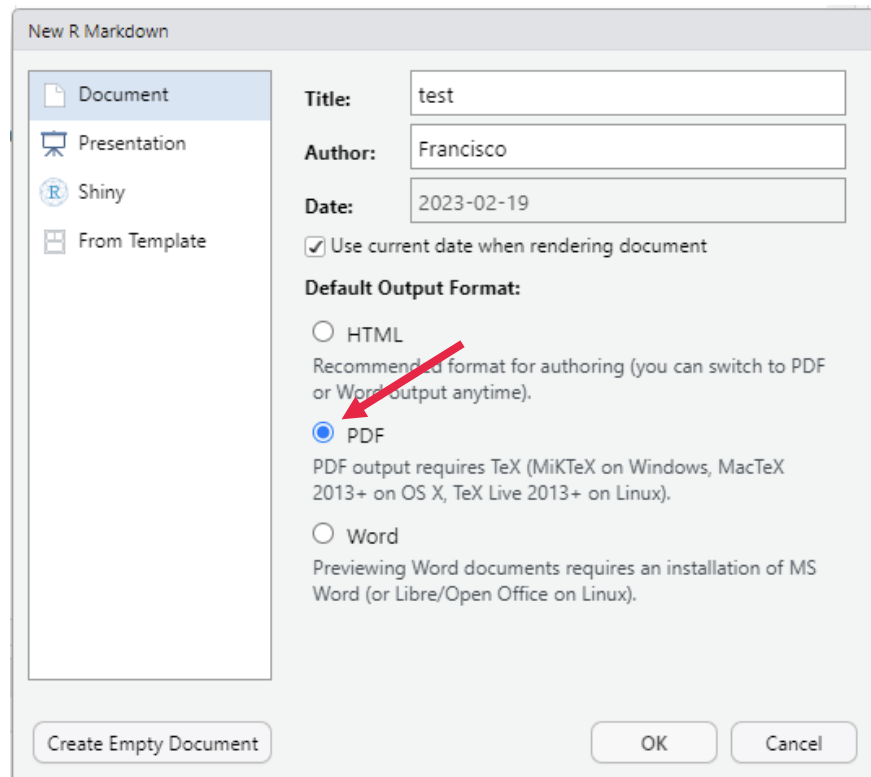 New R Markdown
Document
Presentation
R Shiny
From Template
Title: test
Author: Francisco
Date: 2023-02-19
Use current date when rendering document
Default Output Format:
HTML
Recommended format for authoring (you can switch to PDF
or Word output anytime).
PDF
PDF output requires TeX (MiKTeX on Windows, MacTeX
2013+ on OS X, TeX Live 2013+ on Linux).
Word
Previewing Word documents requires an installation of MS
Word (or Libre/Open Office on Linux).
Create Empty Document
OK
Cancel